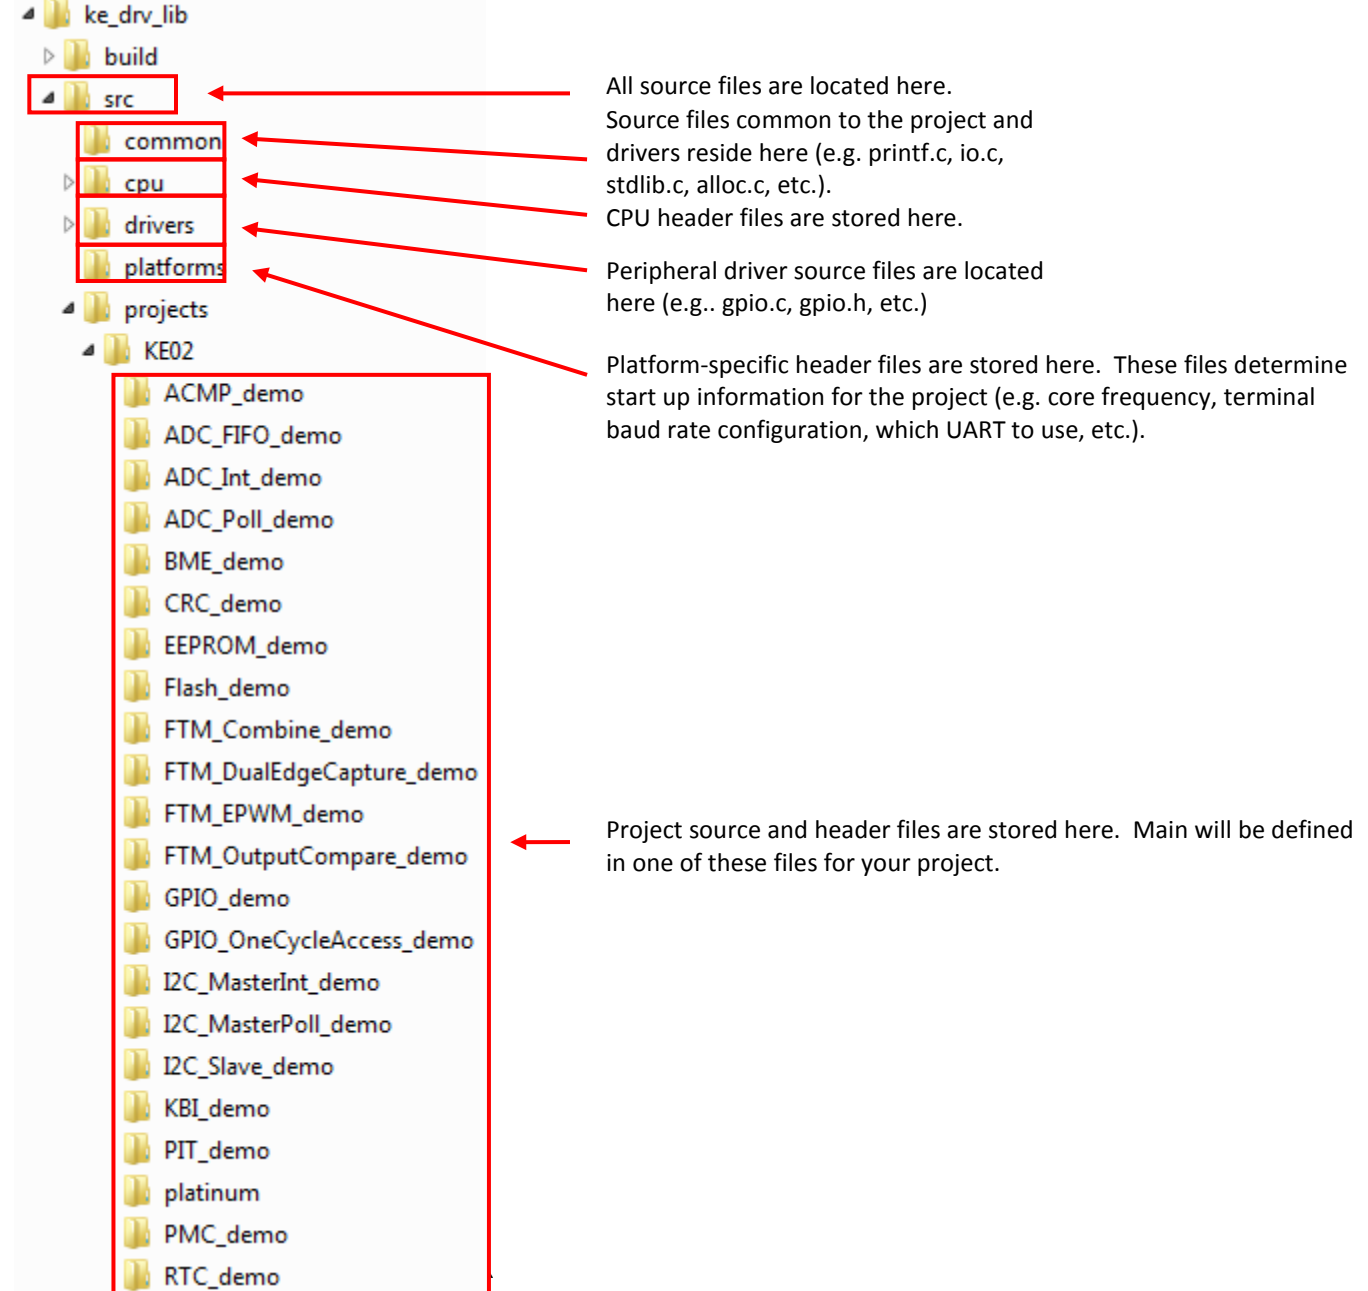 ke_drv_lib
build
src
common
cpu
drivers
platforms
projects
KE02
ACMP_demo
ADC_FIFO_demo
ADC_Int_demo
ADC_Poll_demo
BME_demo
CRC_demo
EEPROM_demo
Flash_demo
FTM_Combine_demo
FTM_DualEdgeCapture_demo
FTM_EPWM_demo
FTM_OutputCompare_demo
GPIO_demo
GPIO_OneCycleAccess_demo
I2C_MasterInt_demo
I2C_MasterPoll_demo
I2C_Slave_demo
KBI_demo
PIT_demo
platinum
PMC_demo
RTC_demo
All source files are located here.
Source files common to the project and
drivers reside here (e.g. printf.c, io.c,
stdlib.c, alloc.c, etc.).
CPU header files are stored here.
Peripheral driver source files are located
here (e.g.. gpio.c, gpio.h, etc.)
Platform-specific header files are stored here.  These files determine
start up information for the project (e.g. core frequency, terminal
baud rate configuration, which UART to use, etc.).
Project source and header files are stored here.  Main will be defined
in one of these files for your project.